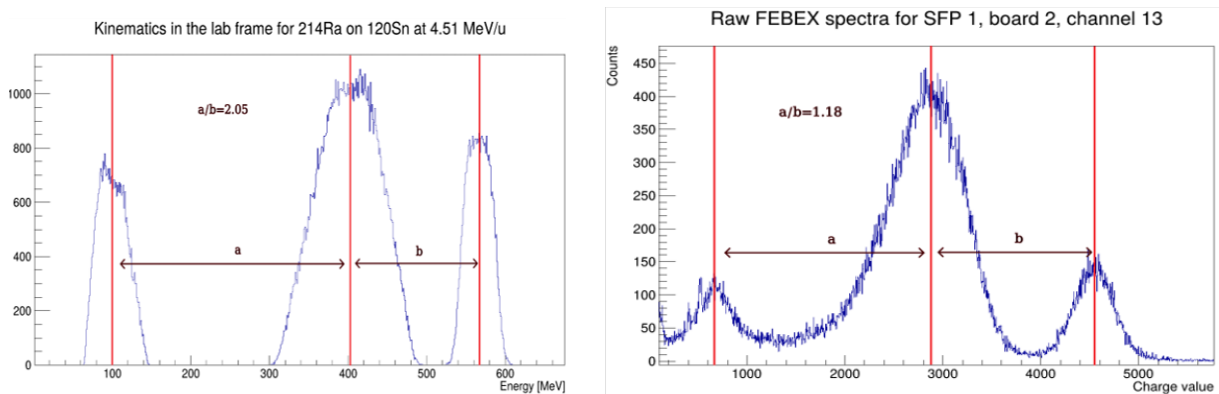 Kinematics in the lab frame for 214Ra on 120Sn at 4.51 MeV/u
1000
800
600
400
200
0
a/b=2.05
a
b
100
200
300
400
500
600
Energy [MeV]
Raw FEBEX spectra for SFP 1, board 2, channel 13
Counts
450
400
350
300
250
200
150
100
50
0
a/b=1.18
a
b
1000
2000
3000
4000
5000
Charge value